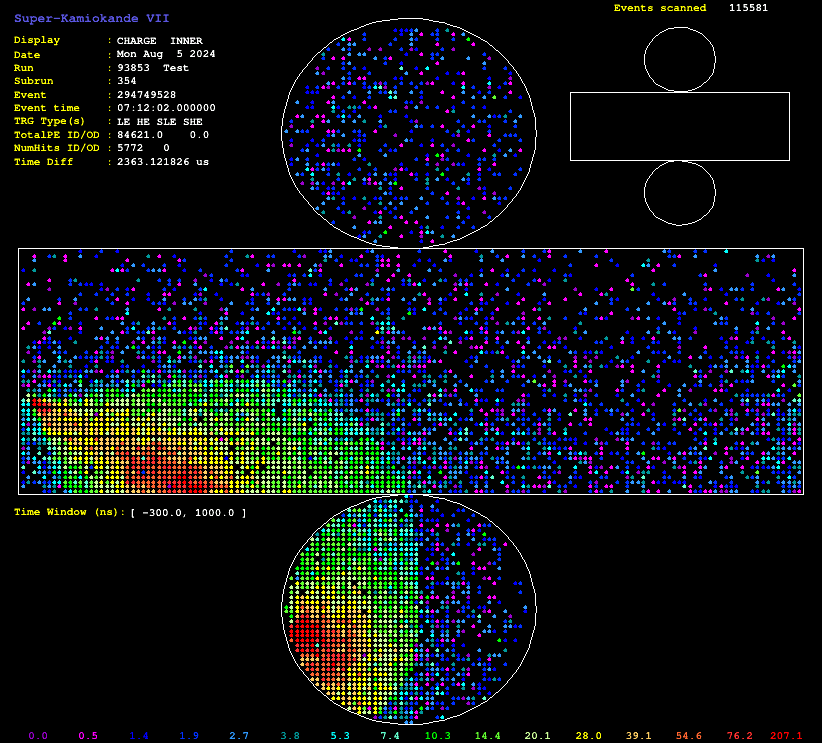 Super-Kamiokande VII
Events scanned 115581
Display : CHARGE INNER
Date : Mon Aug 5 2024
Run : 93853 Test
Subrun : 354
Event : 294749528
Event time : 07:12:02.000000
TRG Type(s) : LE HE SLE SHE
TotalPE ID/OD : 84621.0 0.0
NumHits ID/OD : 5772 0
Time Diff : 2363.121826 us
Time Window (ns): [ -300.0, 1000.0 ]
0.0 0.5 1.4 1.9 2.7 3.8 5.3 7.4 10.3 14.4 20.1 28.0 39.1 54.6 76.2 207.1